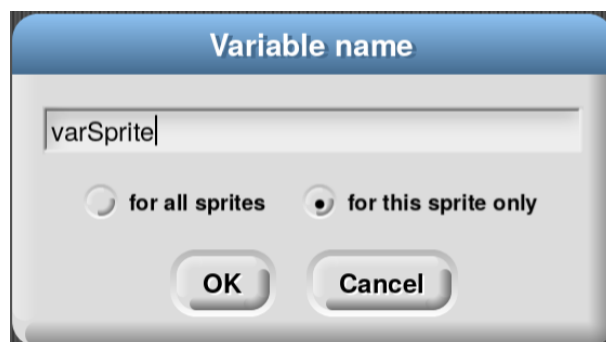 Variable name
varSprite
for all sprites for this sprite only
OK Cancel